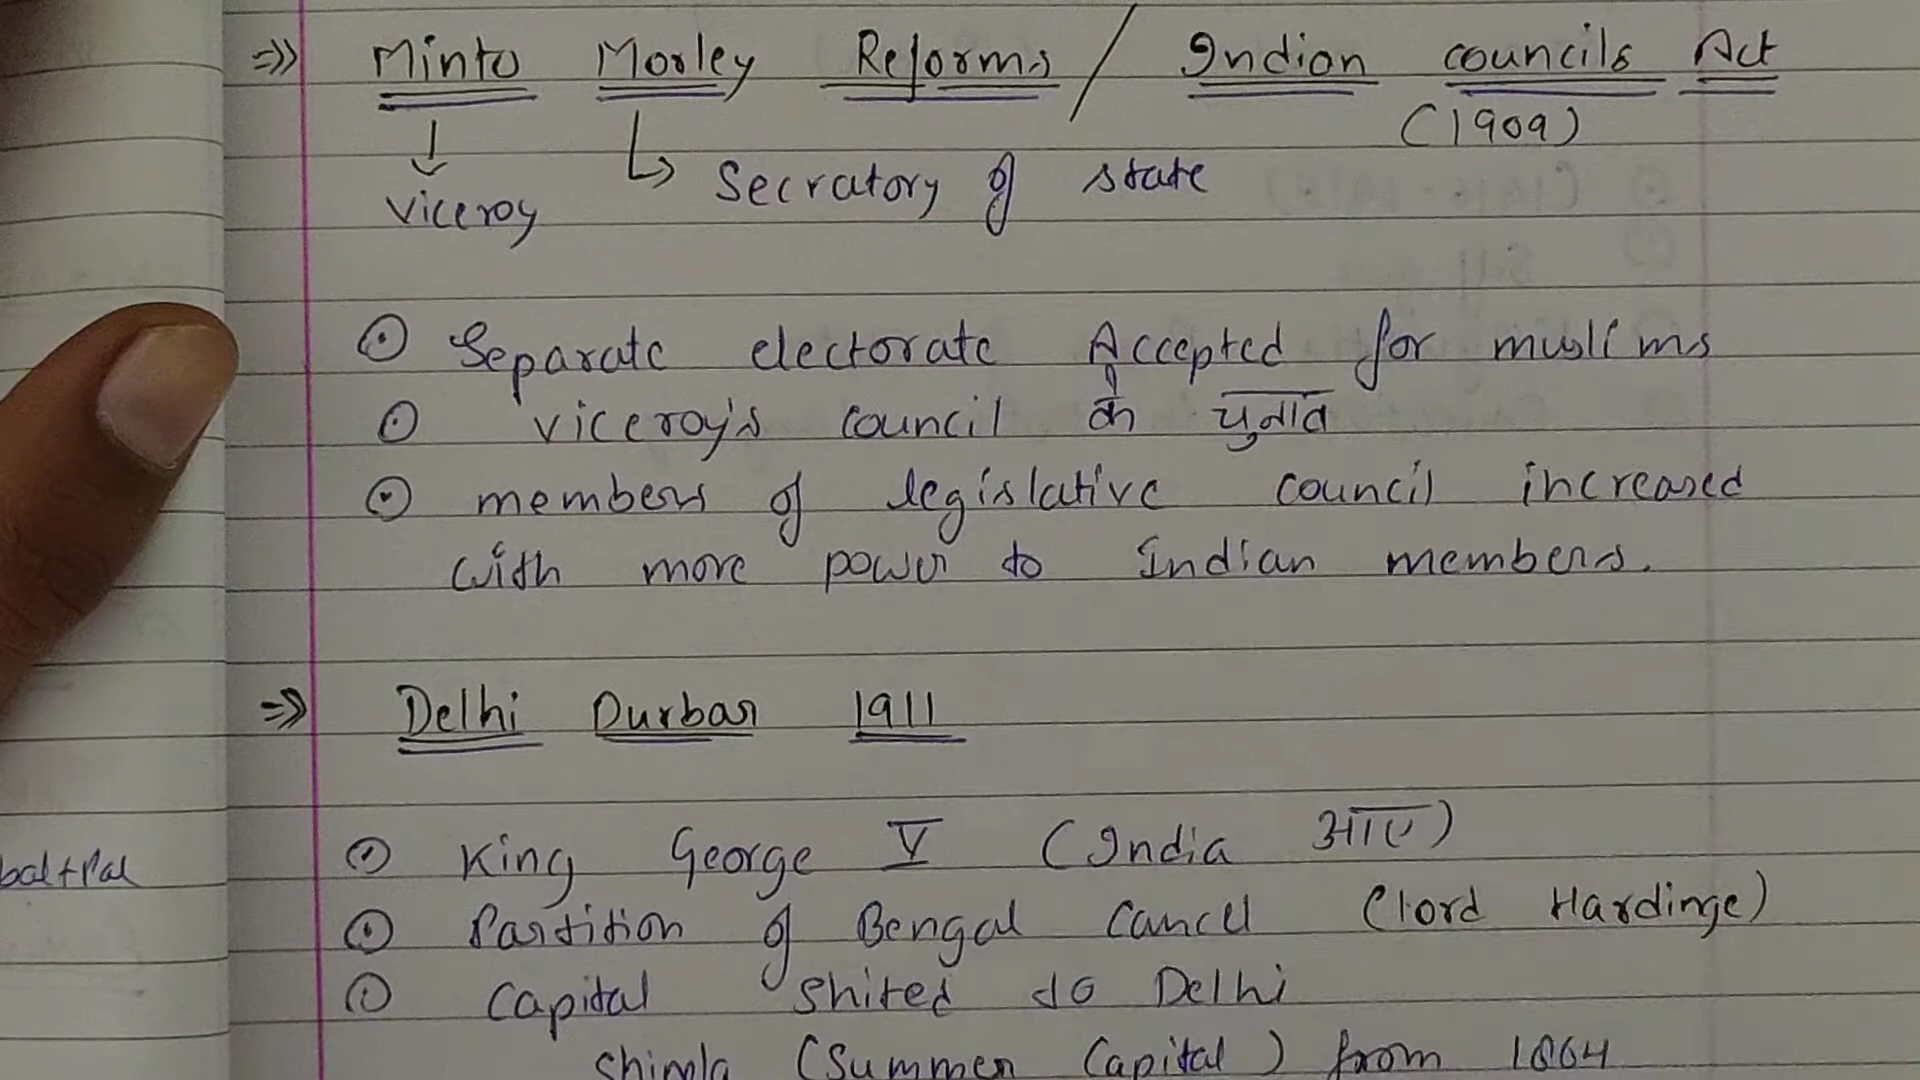 ⇒ Minto Morley Reforms / Indian councils Act
(1909)
↓ Viceroy ↳ Secratory of state
⊙ Separate electorate Accepted for muslims
⊙ viceroy's council के चुनाव
⊙ members of legislative council increased
with more power to Indian members.
⇒ Delhi Durbar 1911
⊙ King George V (India आए)
⊙ Partition of Bengal cancel (lord Hardinge)
⊙ Capital shited to Delhi
Shimla (Summer Capital) from 1864